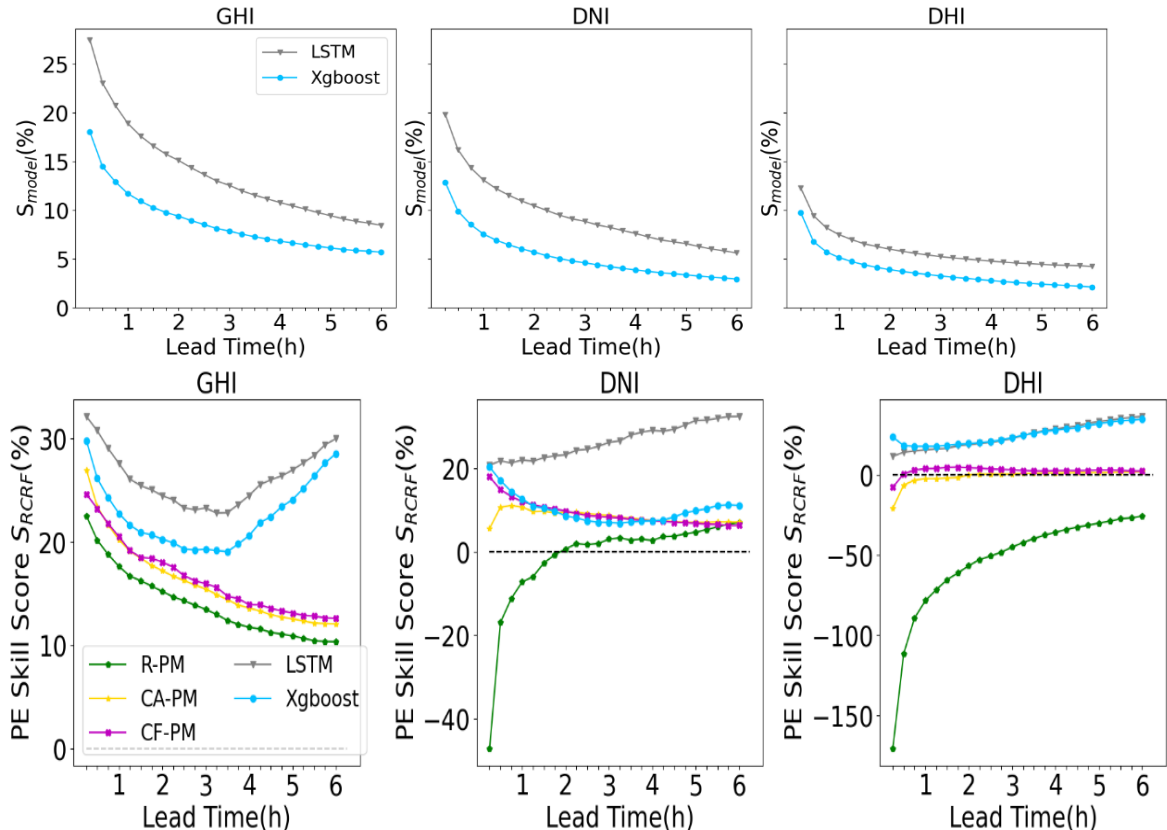 GHI
DNI
DHI
S_model(%)
25
20
15
10
5
0
LSTM
Xgboost
1 2 3 4 5 6
Lead Time(h)
S_model(%)
1 2 3 4 5 6
Lead Time(h)
S_model(%)
1 2 3 4 5 6
Lead Time(h)
GHI
DNI
DHI
PE Skill Score S_RCRF(%)
30
20
10
0
R-PM
CA-PM
CF-PM
LSTM
Xgboost
1 2 3 4 5 6
Lead Time(h)
PE Skill Score S_RCRF(%)
20
0
−20
−40
1 2 3 4 5 6
Lead Time(h)
PE Skill Score S_RCRF(%)
0
−50
−100
−150
1 2 3 4 5 6
Lead Time(h)